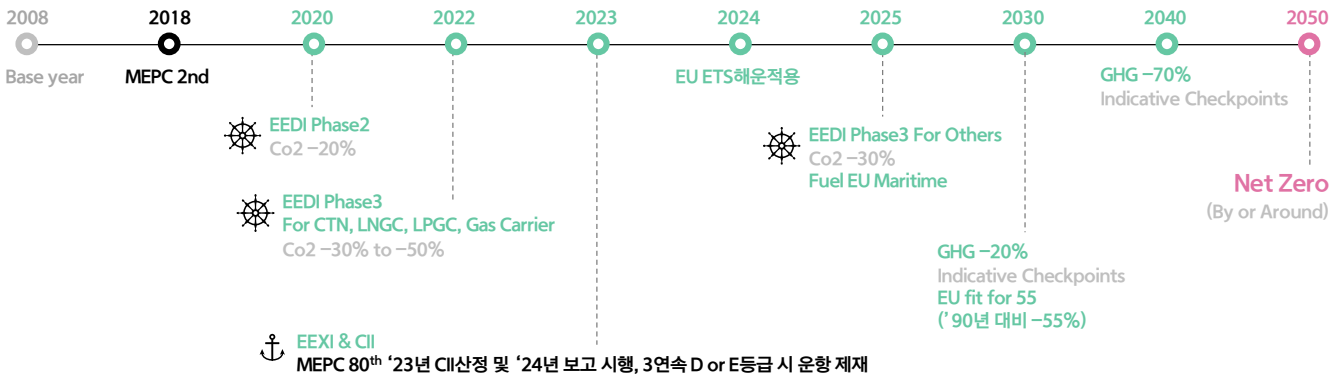 2008 2018 2020 2022 2023 2024 2025 2030 2040 2050
Base year
MEPC 2nd
EEDI Phase2
Co2 −20%
EEDI Phase3
For CTN, LNGC, LPGC, Gas Carrier
Co2 −30% to −50%
EEXI & CII
MEPC 80th ‘23년 CII산정 및 ‘24년 보고 시행, 3연속 D or E등급 시 운항 제재
EU ETS해운적용
EEDI Phase3 For Others
Co2 −30%
Fuel EU Maritime
GHG −20%
Indicative Checkpoints
EU fit for 55
(’90년 대비 −55%)
GHG −70%
Indicative Checkpoints
Net Zero
(By or Around)